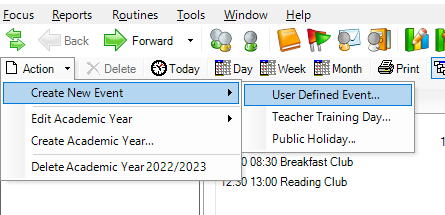 Focus Reports Routines Tools Window Help
Back Forward
Action Delete Today Day Week Month Print
Create New Event
User Defined Event...
Edit Academic Year
Teacher Training Day...
Create Academic Year...
Public Holiday...
Delete Academic Year 2022/2023
08:30 Breakfast Club
12:30 13:00 Reading Club